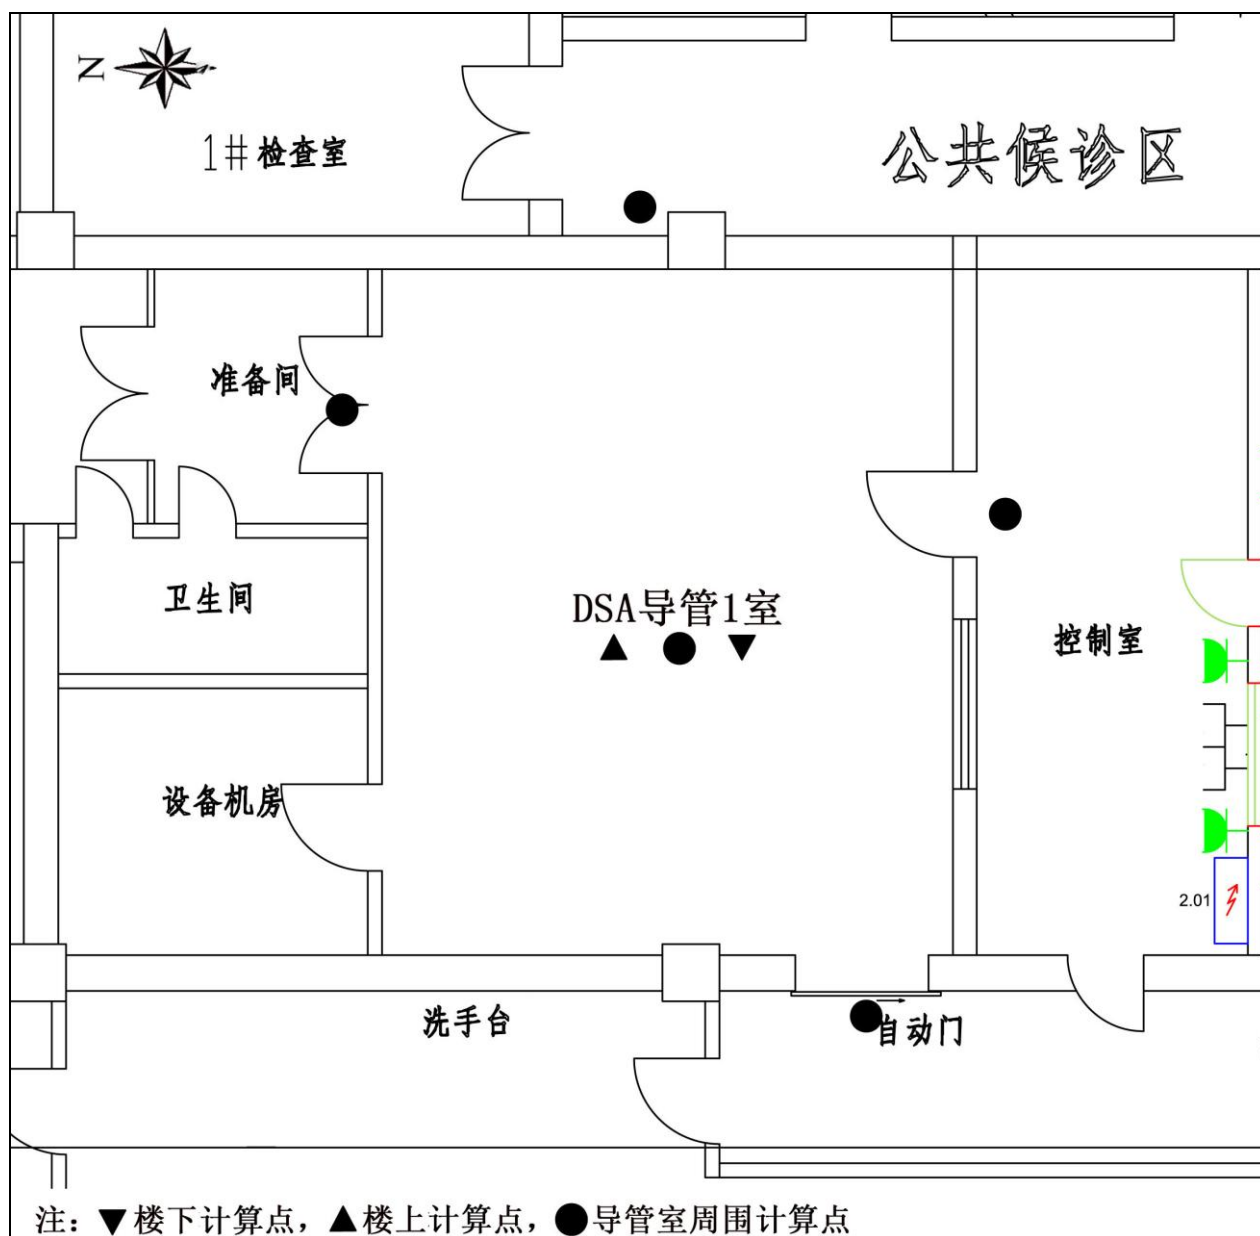 N
1#检查室
公共候诊区
准备间
卫生间
DSA导管1室
控制室
设备机房
2.01
洗手台
自动门
注：▼楼下计算点，▲楼上计算点，●导管室周围计算点